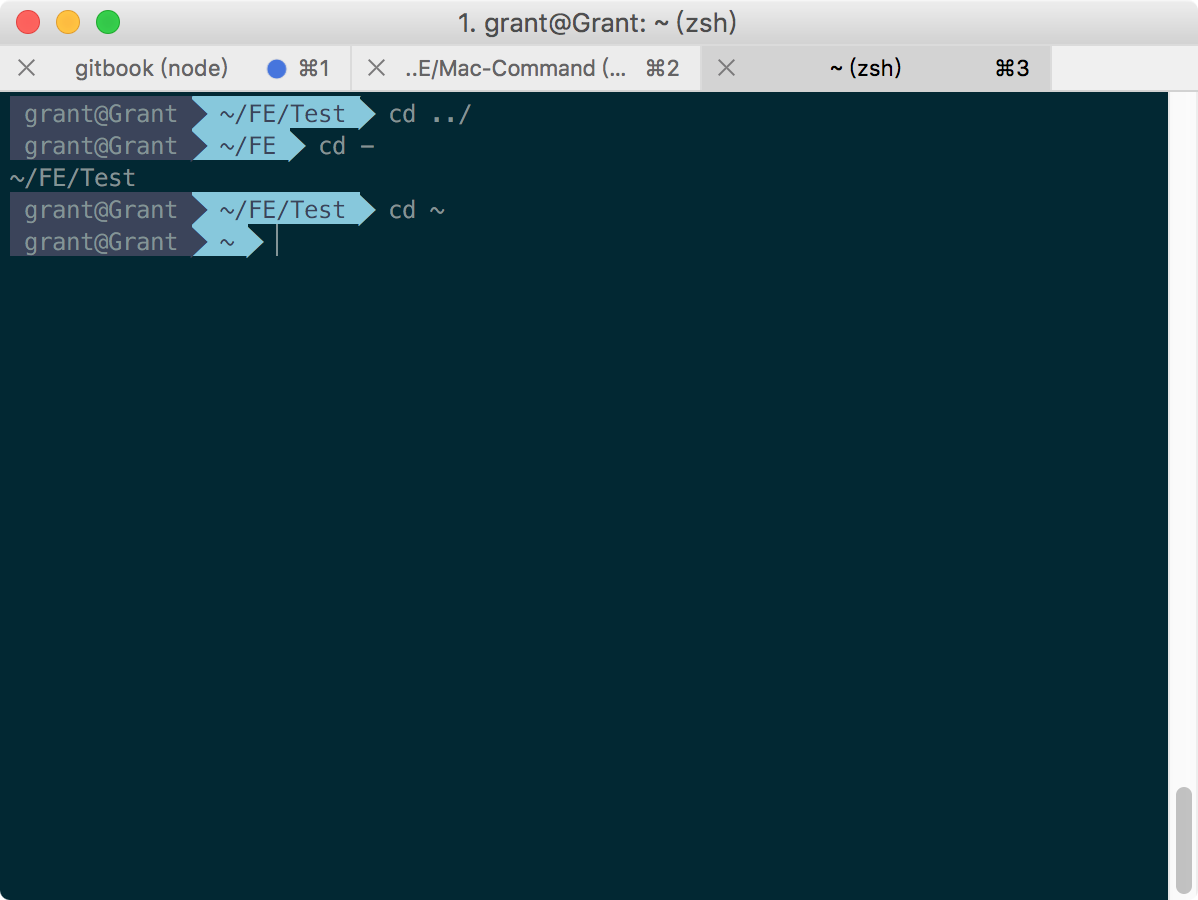 1. grant@Grant: ~ (zsh)
gitbook (node) ⌘1 ..E/Mac-Command (... ⌘2 ~ (zsh) ⌘3
grant@Grant ~/FE/Test cd ../
grant@Grant ~/FE cd -
~/FE/Test
grant@Grant ~/FE/Test cd ~
grant@Grant ~